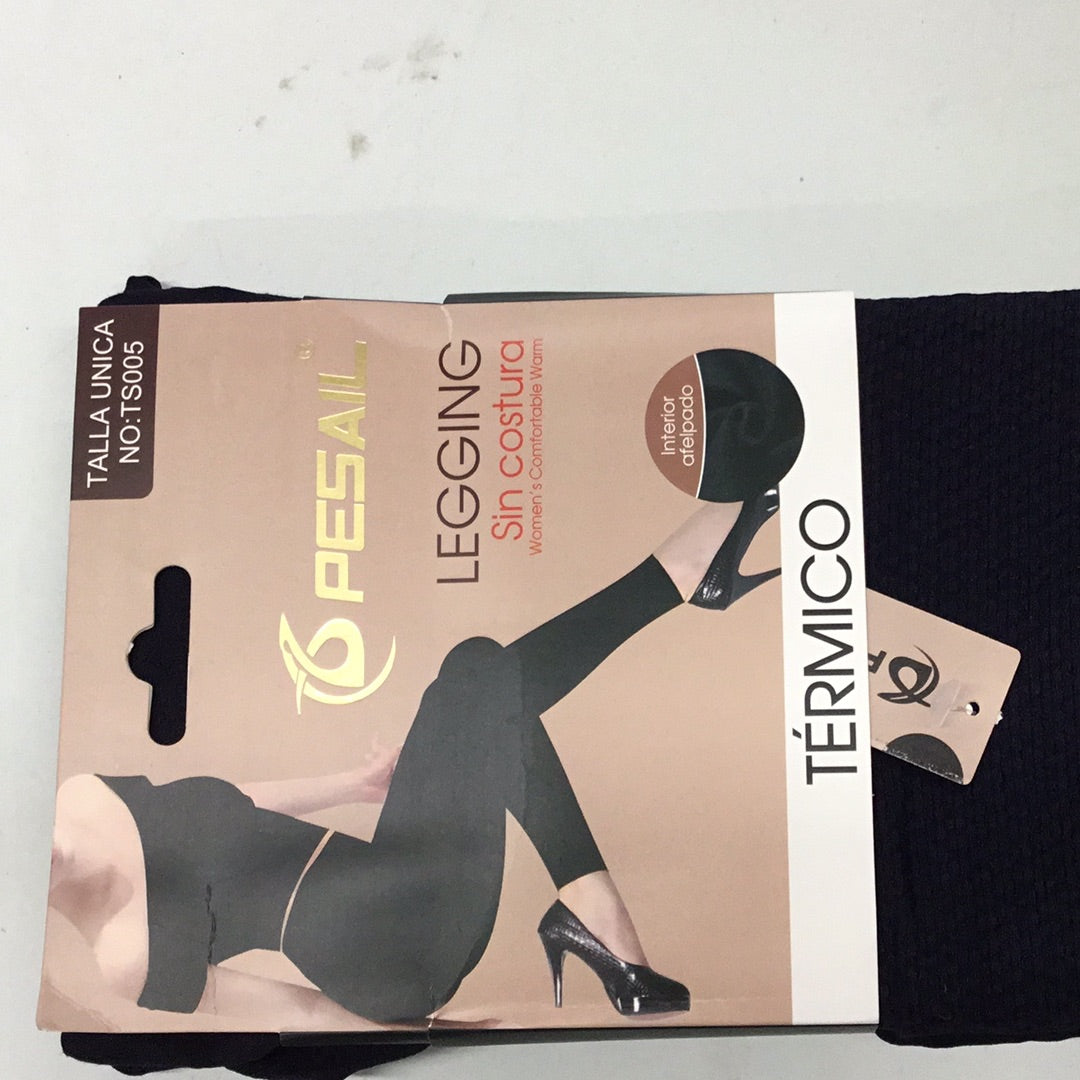 TALLA UNICA
NO:TS005
PESAIL
LEGGING
Sin costura
Women's Comfortable Warm
Interior
afelpado
TÉRMICO